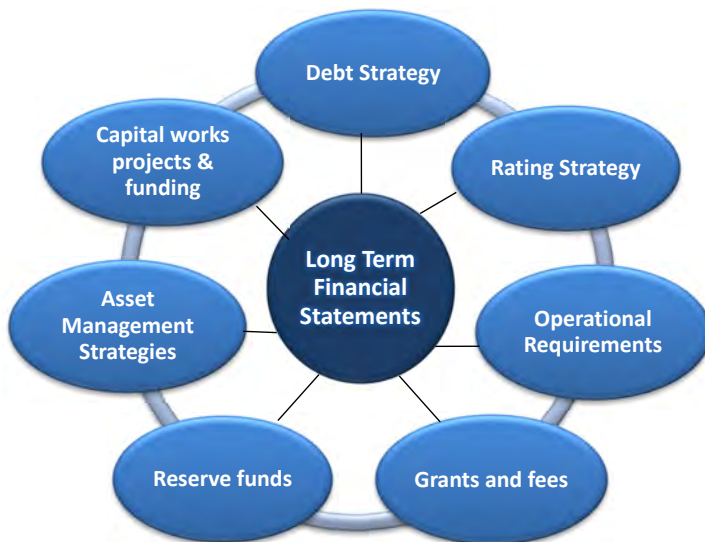 Debt Strategy
Capital works
projects &
funding
Rating Strategy
Long Term
Financial
Statements
Asset
Management
Strategies
Operational
Requirements
Reserve funds
Grants and fees